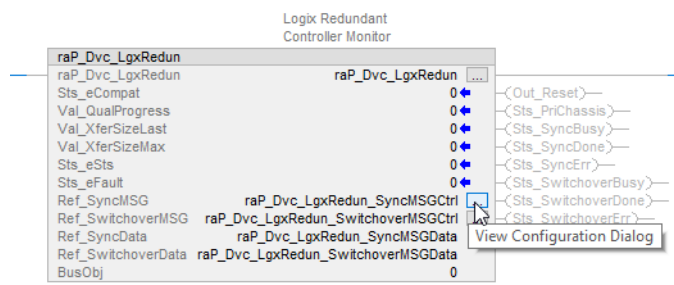 Logix Redundant
Controller Monitor
raP_Dvc_LgxRedun
raP_Dvc_LgxRedun raP_Dvc_LgxRedun ...
Sts_eCompat 0
Val_QualProgress 0
Val_XferSizeLast 0
Val_XferSizeMax 0
Sts_eSts 0
Sts_eFault 0
Ref_SyncMSG raP_Dvc_LgxRedun_SyncMSGCtrl
Ref_SwitchoverMSG raP_Dvc_LgxRedun_SwitchoverMSGCtrl
Ref_SyncData raP_Dvc_LgxRedun_SyncMSGData
Ref_SwitchoverData raP_Dvc_LgxRedun_SwitchoverMSGData
BusObj 0
(Out_Reset)
(Sts_PriChassis)
(Sts_SyncBusy)
(Sts_SyncDone)
(Sts_SyncErr)
(Sts_SwitchoverBusy)
(Sts_SwitchoverDone)
(Sts_SwitchoverErr)
View Configuration Dialog